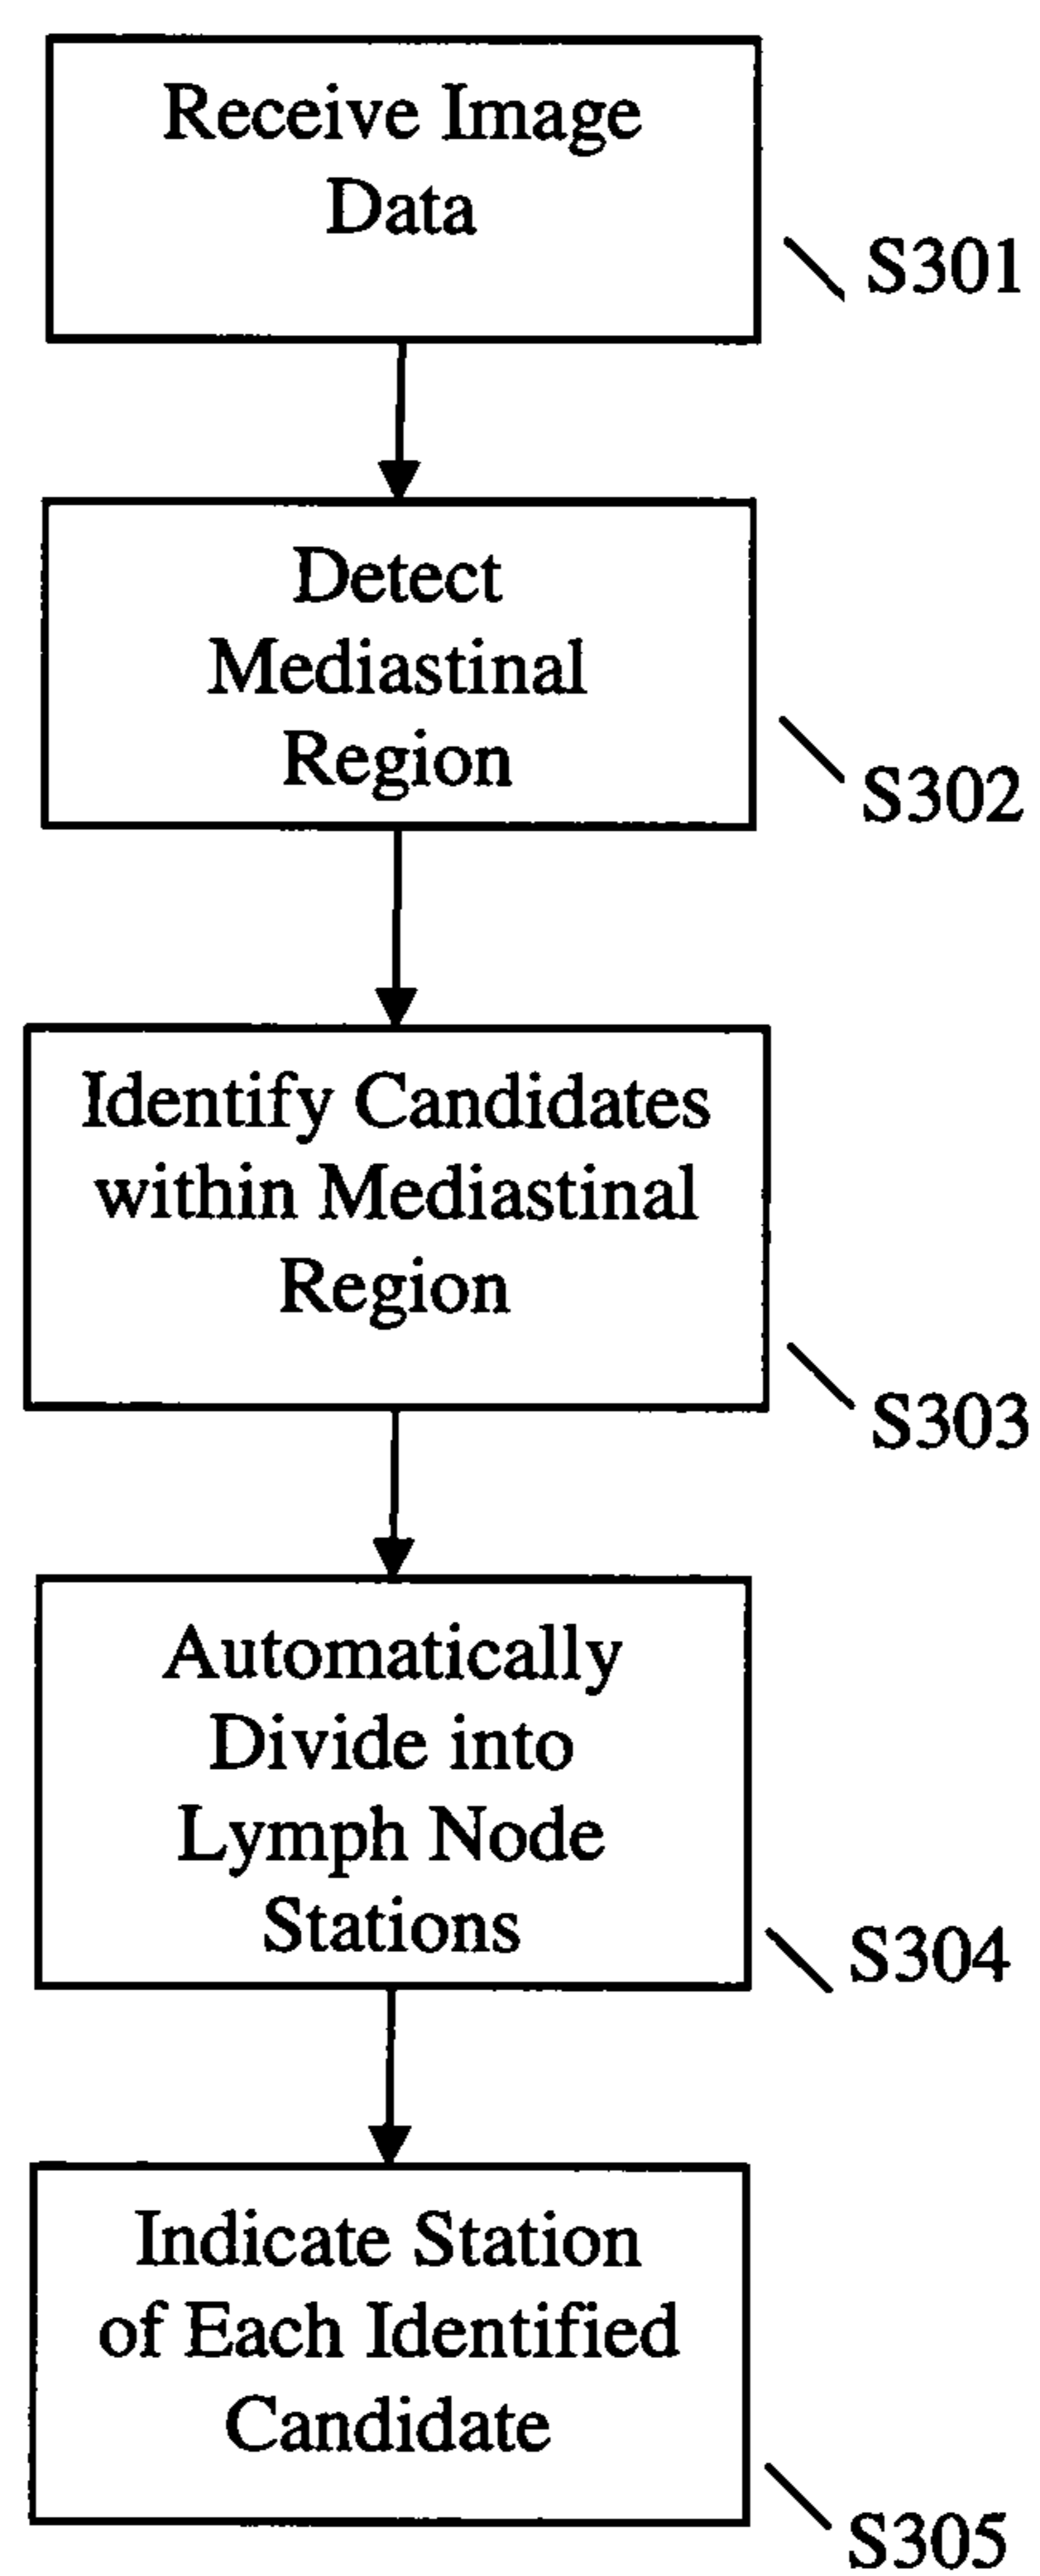 Receive Image
Data
S301
Detect
Mediastinal
Region
S302
Identify Candidates
within Mediastinal
Region
S303
Automatically
Divide into
Lymph Node
Stations
S304
Indicate Station
of Each Identified
Candidate
S305